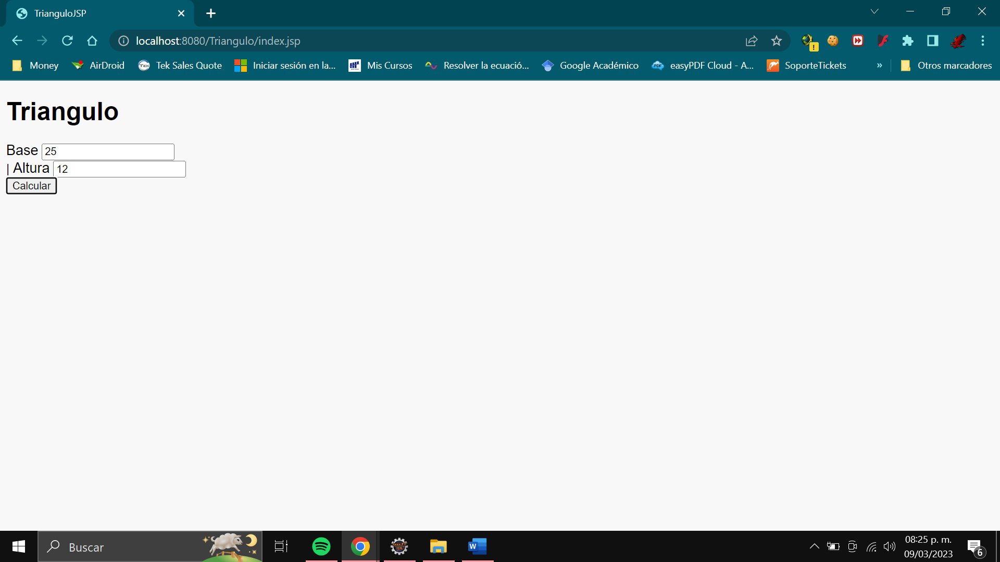 TrianguloJSP
localhost:8080/Triangulo/index.jsp
Money AirDroid Tek Sales Quote Iniciar sesión en la... Mis Cursos Resolver la ecuació... Google Académico easyPDF Cloud - A... SoporteTickets » Otros marcadores
Triangulo
Base 25
| Altura 12
Calcular
Buscar
08:25 p. m.
09/03/2023
6